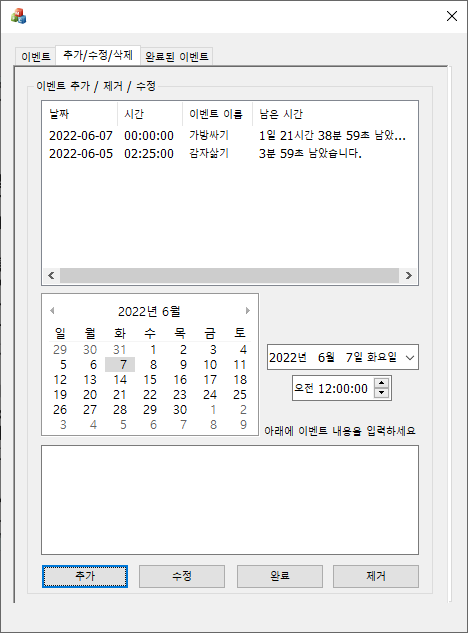 이벤트 추가/수정/삭제 완료된 이벤트
이벤트 추가 / 제거 / 수정
날짜 시간 이벤트 이름 남은 시간
2022-06-07 00:00:00 가방싸기 1일 21시간 38분 59초 남았...
2022-06-05 02:25:00 감자삶기 3분 59초 남았습니다.
2022년 6월
일 월 화 수 목 금 토
29 30 31 1 2 3 4
5 6 7 8 9 10 11
12 13 14 15 16 17 18
19 20 21 22 23 24 25
26 27 28 29 30 1 2
3 4 5 6 7 8 9
2022년 6월 7일 화요일
오전 12:00:00
아래에 이벤트 내용을 입력하세요
추가 수정 완료 제거